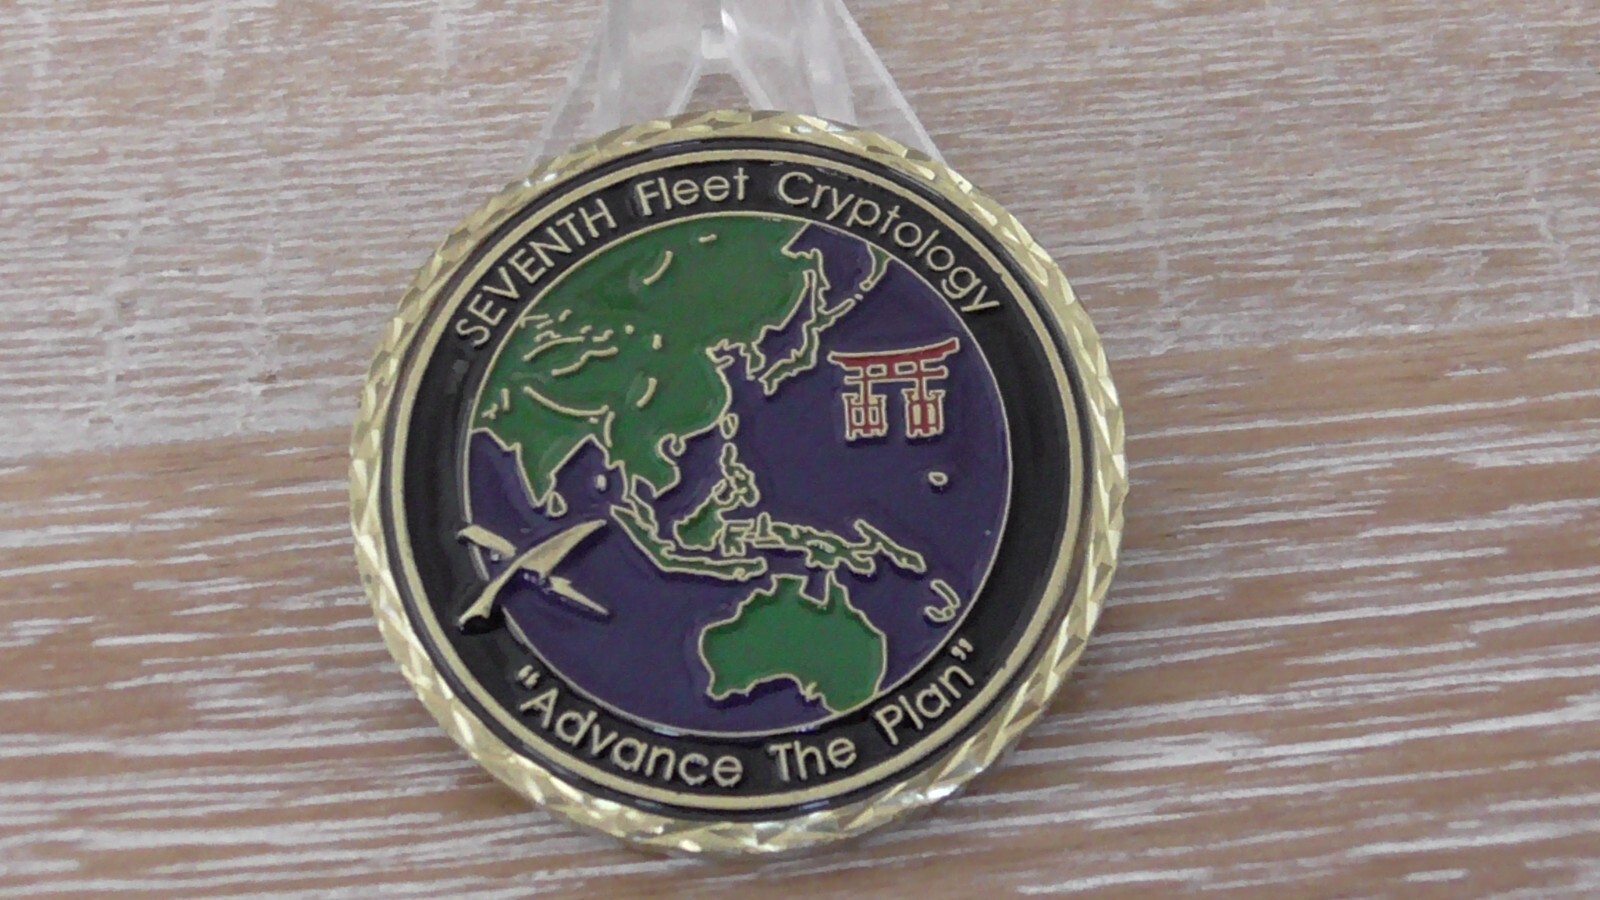 SEVENTH Fleet Cryptology
"Advance The Plan"